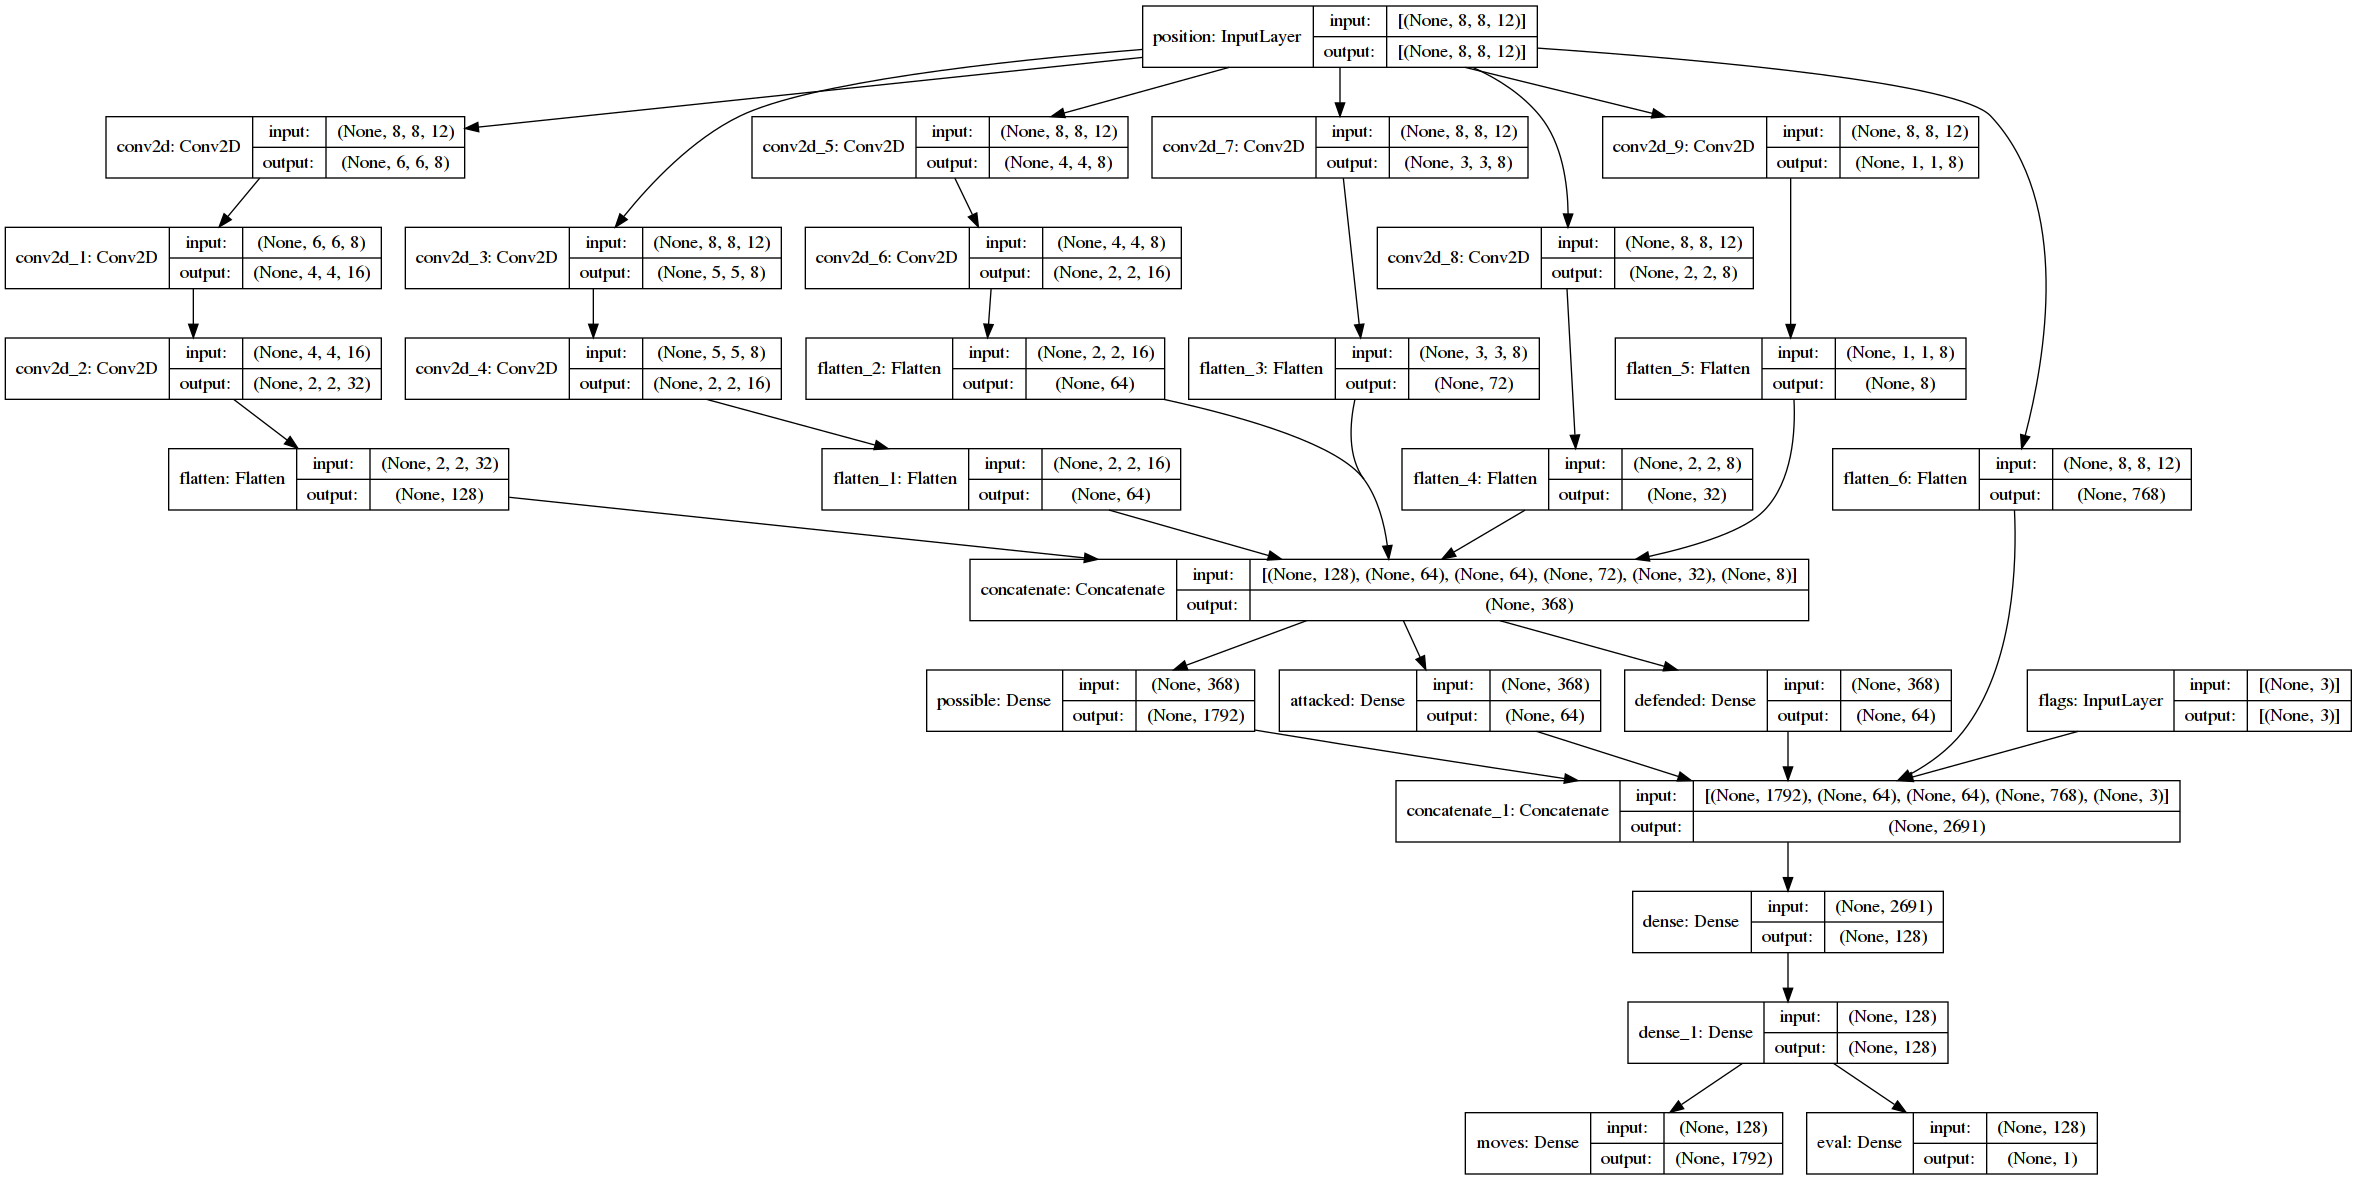 position: InputLayer
input:
[(None, 8, 8, 12)]
output:
[(None, 8, 8, 12)]
conv2d: Conv2D
input:
(None, 8, 8, 12)
output:
(None, 6, 6, 8)
conv2d_5: Conv2D
input:
(None, 8, 8, 12)
output:
(None, 4, 4, 8)
conv2d_7: Conv2D
input:
(None, 8, 8, 12)
output:
(None, 3, 3, 8)
conv2d_9: Conv2D
input:
(None, 8, 8, 12)
output:
(None, 1, 1, 8)
conv2d_1: Conv2D
input:
(None, 6, 6, 8)
output:
(None, 4, 4, 16)
conv2d_3: Conv2D
input:
(None, 8, 8, 12)
output:
(None, 5, 5, 8)
conv2d_6: Conv2D
input:
(None, 4, 4, 8)
output:
(None, 2, 2, 16)
conv2d_8: Conv2D
input:
(None, 8, 8, 12)
output:
(None, 2, 2, 8)
conv2d_2: Conv2D
input:
(None, 4, 4, 16)
output:
(None, 2, 2, 32)
conv2d_4: Conv2D
input:
(None, 5, 5, 8)
output:
(None, 2, 2, 16)
flatten_2: Flatten
input:
(None, 2, 2, 16)
output:
(None, 64)
flatten_3: Flatten
input:
(None, 3, 3, 8)
output:
(None, 72)
flatten_5: Flatten
input:
(None, 1, 1, 8)
output:
(None, 8)
flatten: Flatten
input:
(None, 2, 2, 32)
output:
(None, 128)
flatten_1: Flatten
input:
(None, 2, 2, 16)
output:
(None, 64)
flatten_4: Flatten
input:
(None, 2, 2, 8)
output:
(None, 32)
flatten_6: Flatten
input:
(None, 8, 8, 12)
output:
(None, 768)
concatenate: Concatenate
input:
[(None, 128), (None, 64), (None, 64), (None, 72), (None, 32), (None, 8)]
output:
(None, 368)
possible: Dense
input:
(None, 368)
output:
(None, 1792)
attacked: Dense
input:
(None, 368)
output:
(None, 64)
defended: Dense
input:
(None, 368)
output:
(None, 64)
flags: InputLayer
input:
[(None, 3)]
output:
[(None, 3)]
concatenate_1: Concatenate
input:
[(None, 1792), (None, 64), (None, 64), (None, 768), (None, 3)]
output:
(None, 2691)
dense: Dense
input:
(None, 2691)
output:
(None, 128)
dense_1: Dense
input:
(None, 128)
output:
(None, 128)
moves: Dense
input:
(None, 128)
output:
(None, 1792)
eval: Dense
input:
(None, 128)
output:
(None, 1)